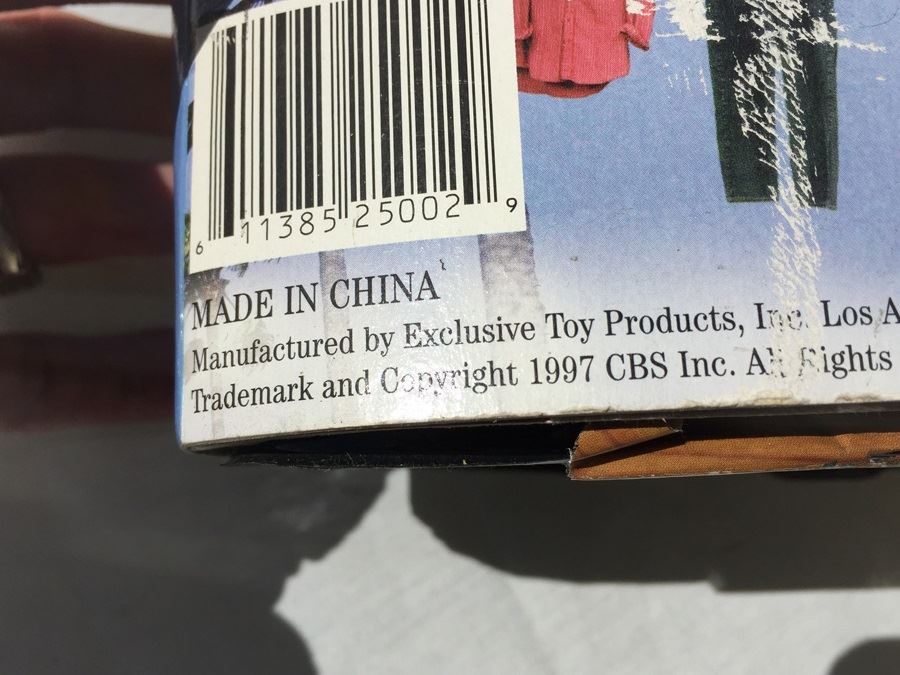 6 11385 25002 9
MADE IN CHINA
Manufactured by Exclusive Toy Products, Inc. Los A
Trademark and Copyright 1997 CBS Inc. All Rights